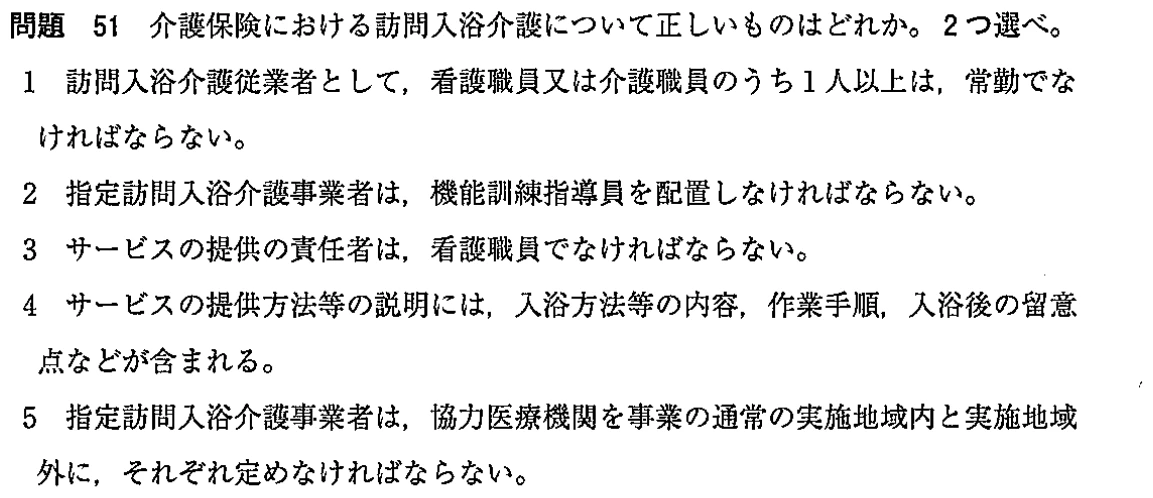 問題 51 介護保険における訪問入浴介護について正しいものはどれか。2つ選べ。
1 訪問入浴介護従業者として，看護職員又は介護職員のうち1人以上は，常勤でな
ければならない。
2 指定訪問入浴介護事業者は，機能訓練指導員を配置しなければならない。
3 サービスの提供の責任者は，看護職員でなければならない。
4 サービスの提供方法等の説明には，入浴方法等の内容，作業手順，入浴後の留意
点などが含まれる。
5 指定訪問入浴介護事業者は，協力医療機関を事業の通常の実施地域内と実施地域
外に，それぞれ定めなければならない。